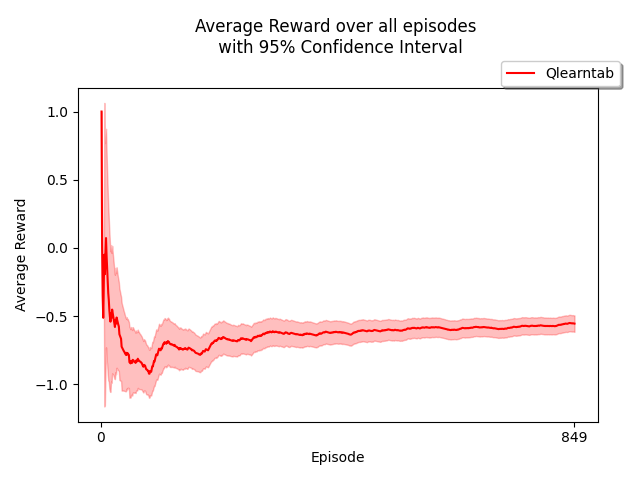 Average Reward over all episodes
with 95% Confidence Interval
Qlearntab
1.0
0.5
0.0
−0.5
−1.0
Average Reward
0
849
Episode